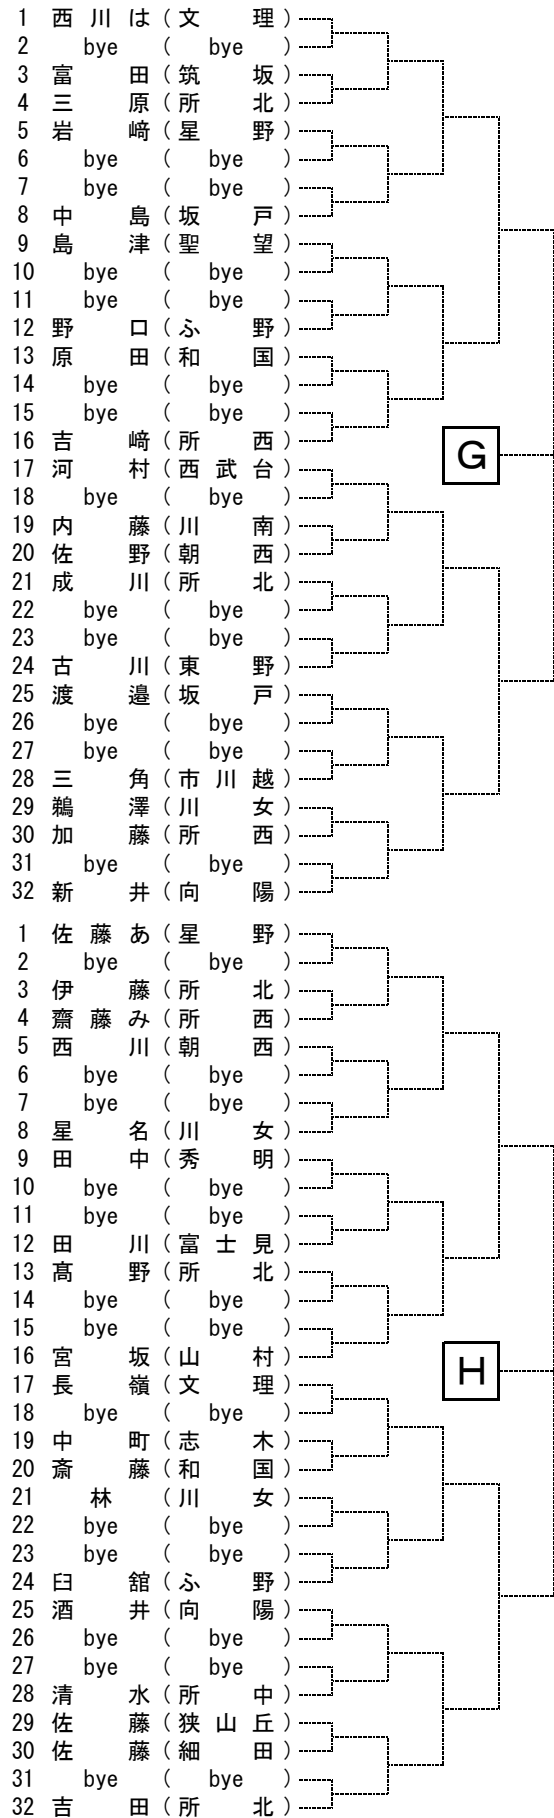 1 西川は(文理)
2 bye (bye)
3 富田(筑坂)
4 三原(所北)
5 岩﨑(星野)
6 bye (bye)
7 bye (bye)
8 中島(坂戸)
9 島津(聖望)
10 bye (bye)
11 bye (bye)
12 野口(ふ野)
13 原田(和国)
14 bye (bye)
15 bye (bye)
16 吉﨑(所西)
G
17 河村(西武台)
18 bye (bye)
19 内藤(川南)
20 佐野(朝西)
21 成川(所北)
22 bye (bye)
23 bye (bye)
24 古川(東野)
25 渡邉(坂戸)
26 bye (bye)
27 bye (bye)
28 三角(市川越)
29 鵜澤(川女)
30 加藤(所西)
31 bye (bye)
32 新井(向陽)
1 佐藤あ(星野)
2 bye (bye)
3 伊藤(所北)
4 齋藤み(所西)
5 西川(朝西)
6 bye (bye)
7 bye (bye)
8 星名(川女)
9 田中(秀明)
10 bye (bye)
11 bye (bye)
12 田川(富士見)
13 髙野(所北)
14 bye (bye)
15 bye (bye)
16 宮坂(山村)
H
17 長嶺(文理)
18 bye (bye)
19 中町(志木)
20 斎藤(和国)
21 林(川女)
22 bye (bye)
23 bye (bye)
24 臼舘(ふ野)
25 酒井(向陽)
26 bye (bye)
27 bye (bye)
28 清水(所中)
29 佐藤(狭山丘)
30 佐藤(細田)
31 bye (bye)
32 吉田(所北)